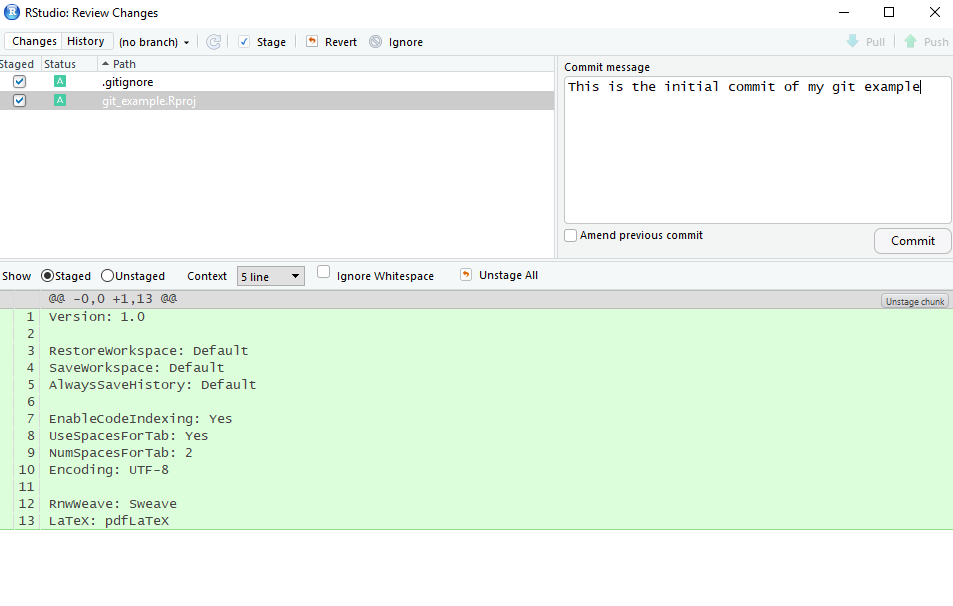 RStudio: Review Changes
Changes History (no branch) Stage Revert Ignore Pull Push
Staged Status Path
A .gitignore
A git_example.Rproj
Commit message
This is the initial commit of my git example
Amend previous commit
Commit
Show Staged Unstaged Context 5 line Ignore Whitespace Unstage All
@@ -0,0 +1,13 @@ Unstage chunk
1 Version: 1.0
2
3 RestoreWorkspace: Default
4 SaveWorkspace: Default
5 AlwaysSaveHistory: Default
6
7 EnableCodeIndexing: Yes
8 UseSpacesForTab: Yes
9 NumSpacesForTab: 2
10 Encoding: UTF-8
11
12 RnwWeave: Sweave
13 LaTeX: pdfLaTeX